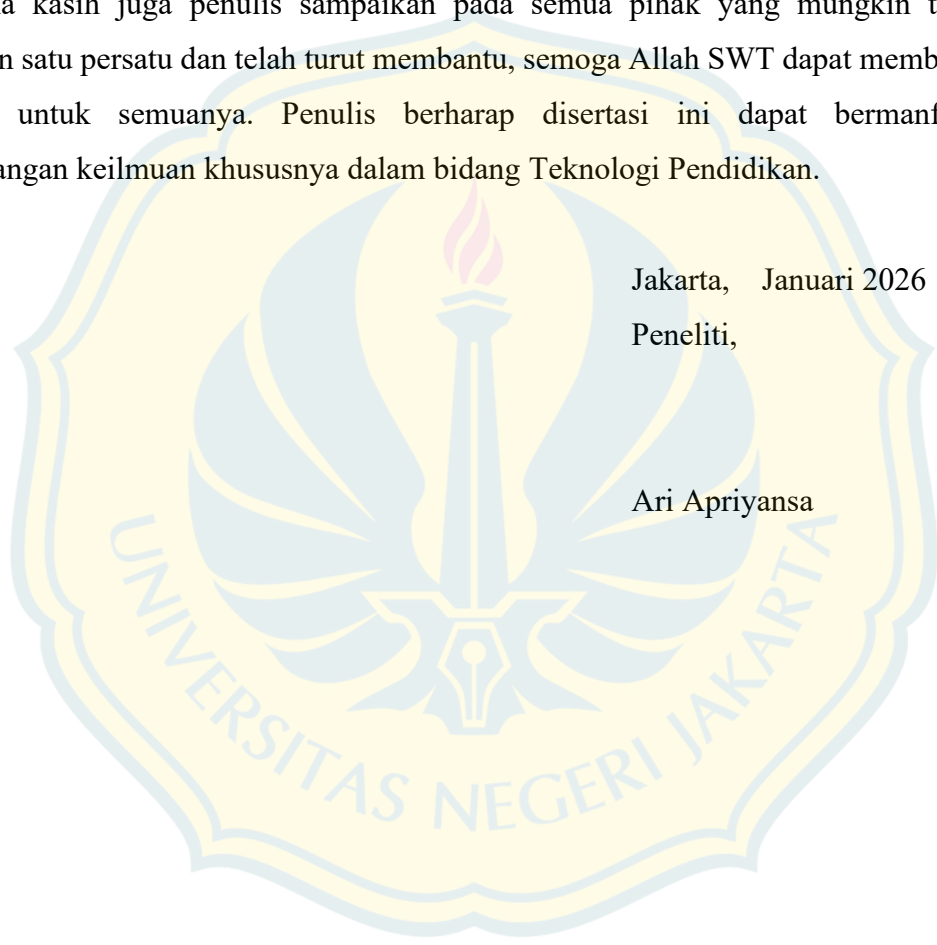 kasih juga penulis sampaikan pada semua pihak yang mungkin
satu persatu dan telah turut membantu, semoga Allah SWT dapat
untuk semuanya. Penulis berharap disertasi ini dapat
keilmuan khususnya dalam bidang Teknologi Pendidikan.
Jakarta, Januari 2026
Peneliti,
Ari Apriyansa
UNIVERSITAS NEGERI JAKARTA